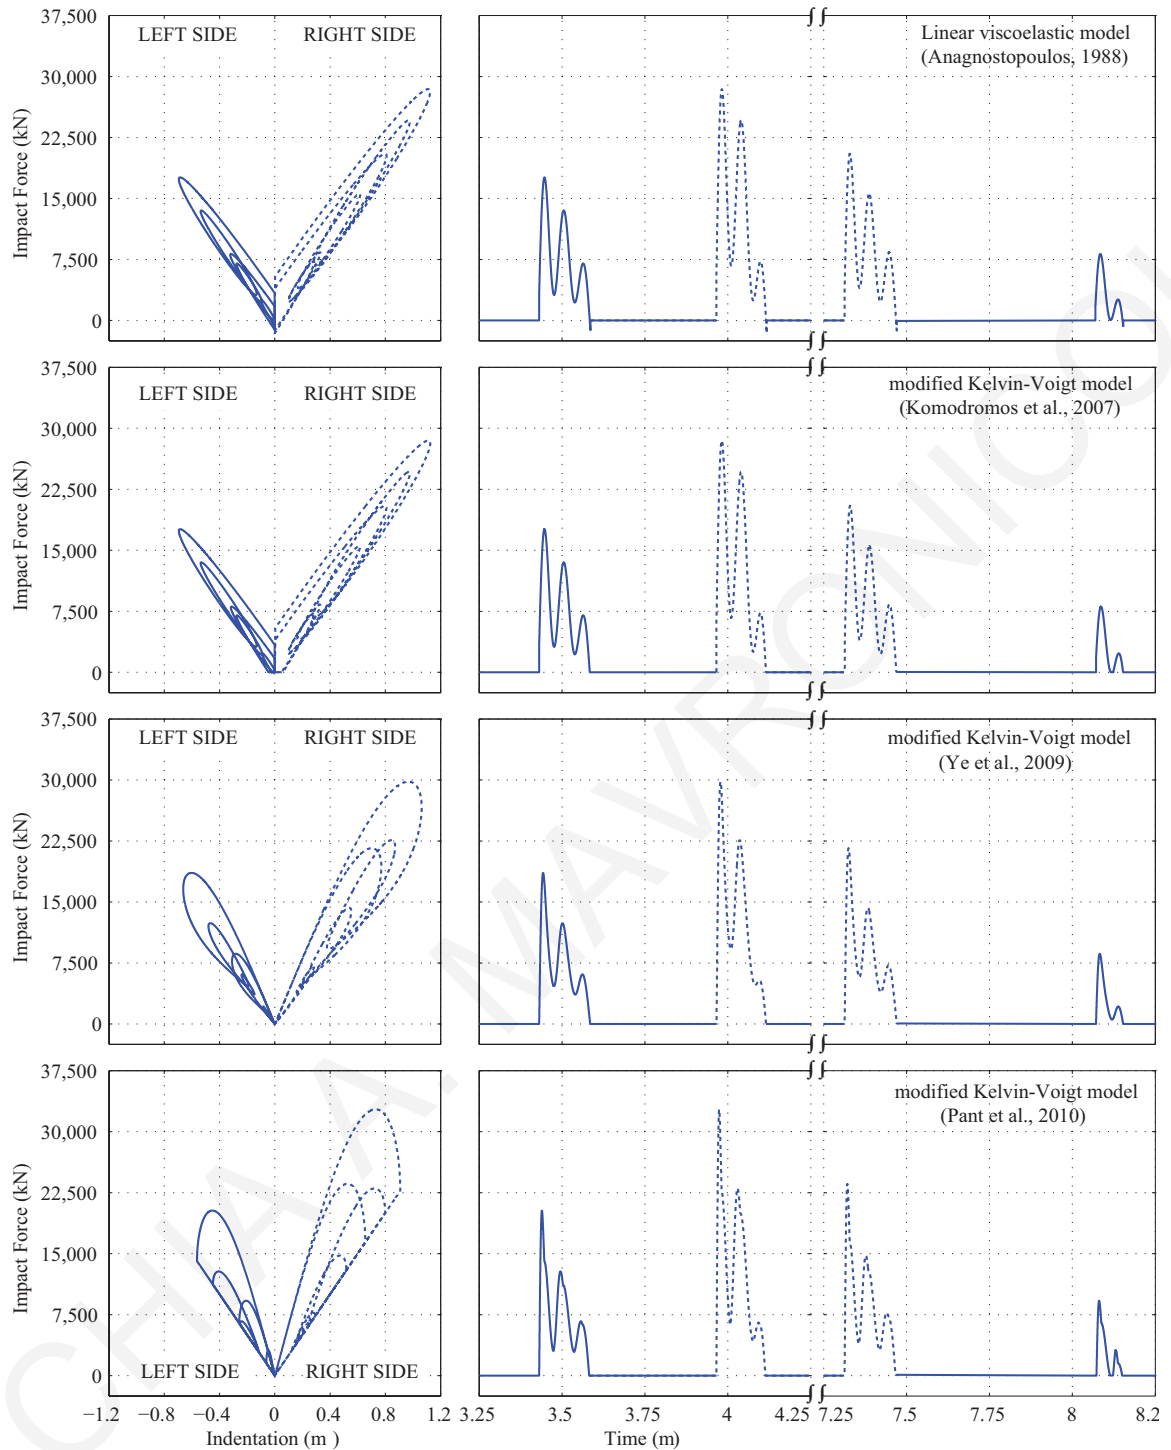 37,500
30,000
22,500
15,000
7,500
0
Impact Force (kN)
LEFT SIDE RIGHT SIDE
Linear viscoelastic model
(Anagnostopoulos, 1988)
37,500
30,000
22,500
15,000
7,500
0
Impact Force (kN)
LEFT SIDE RIGHT SIDE
modified Kelvin-Voigt model
(Komodromos et al., 2007)
37,500
30,000
22,500
15,000
7,500
0
Impact Force (kN)
LEFT SIDE RIGHT SIDE
modified Kelvin-Voigt model
(Ye et al., 2009)
37,500
30,000
22,500
15,000
7,500
0
Impact Force (kN)
modified Kelvin-Voigt model
(Pant et al., 2010)
LEFT SIDE RIGHT SIDE
−1.2 −0.8 −0.4 0 0.4 0.8 1.2 3.25 3.5 3.75 4 4.25 7.25 7.5 7.75 8 8.2
Indentation (m ) Time (m)
CHIA A. MAVRONICOL